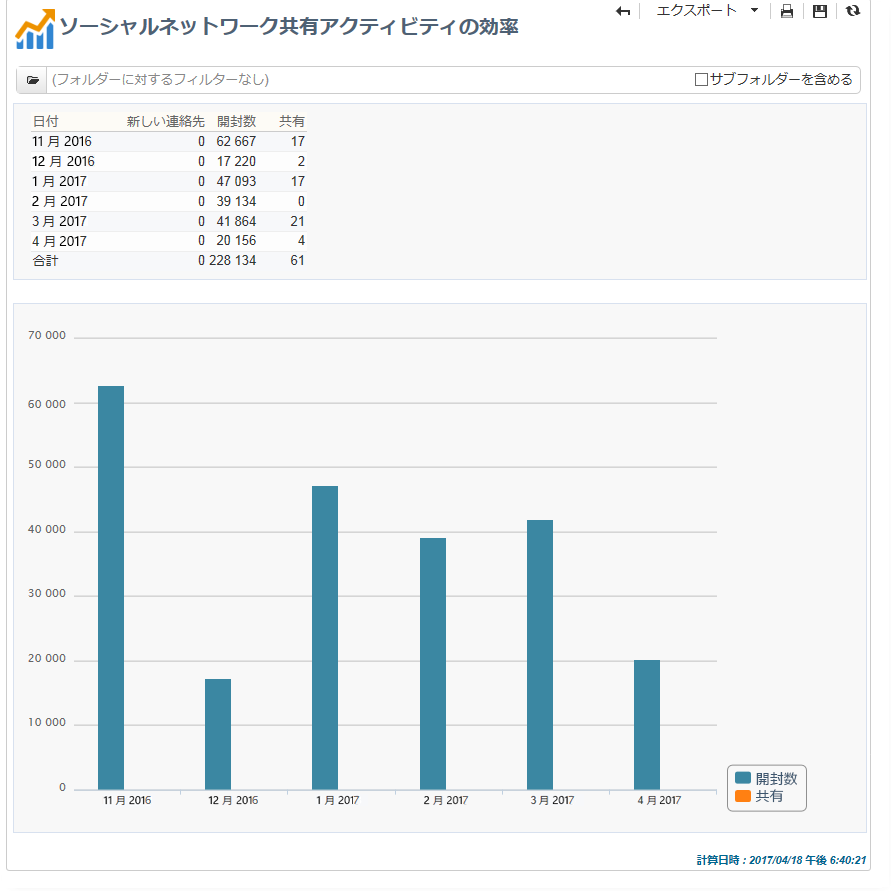 エクスポート
ソーシャルネットワーク共有アクティビティの効率
(フォルダーに対するフィルターなし) サブフォルダーを含める
日付 新しい連絡先 開封数 共有
11 月 2016 0 62 667 17
12 月 2016 0 17 220 2
1 月 2017 0 47 093 17
2 月 2017 0 39 134 0
3 月 2017 0 41 864 21
4 月 2017 0 20 156 4
合計 0 228 134 61
70 000
60 000
50 000
40 000
30 000
20 000
10 000
0
11 月 2016 12 月 2016 1 月 2017 2 月 2017 3 月 2017 4 月 2017
開封数
共有
計算日時 : 2017/04/18 午後 6:40:21